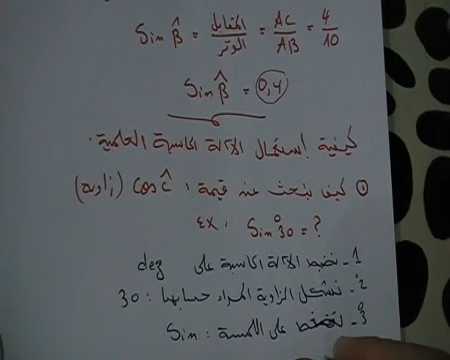 Sin β̂ = المقابل / الوتر = AC / AB = 4 / 10
Sin β̂ = 0,4
كيفية إستعمال الآلة الحاسبة العلمية.
① كيف نبحث عن قيمة : Cos Ĉ (زاوية)
Ex : Sin 30° = ?
1 - نضبط الآلة الحاسبة على deg
2 - نشكل الزاوية المراد حسابها : 30
3 - نضغط على اللمسة : Sin